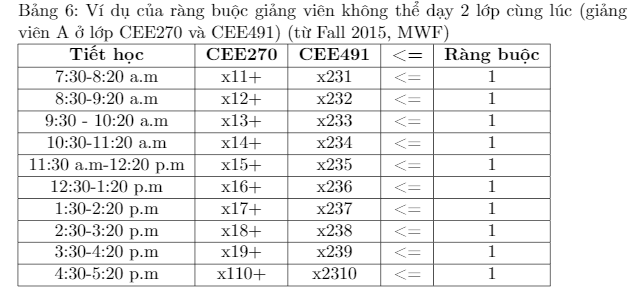 Bảng 6: Ví dụ của ràng buộc giảng viên không thể dạy 2 lớp cùng lúc (giảng
viên A ở lớp CEE270 và CEE491) (từ Fall 2015, MWF)
Tiết học CEE270 CEE491 <= Ràng buộc
7:30-8:20 a.m x11+ x231 <= 1
8:30-9:20 a.m x12+ x232 <= 1
9:30 - 10:20 a.m x13+ x233 <= 1
10:30-11:20 a.m x14+ x234 <= 1
11:30 a.m-12:20 p.m x15+ x235 <= 1
12:30-1:20 p.m x16+ x236 <= 1
1:30-2:20 p.m x17+ x237 <= 1
2:30-3:20 p.m x18+ x238 <= 1
3:30-4:20 p.m x19+ x239 <= 1
4:30-5:20 p.m x110+ x2310 <= 1